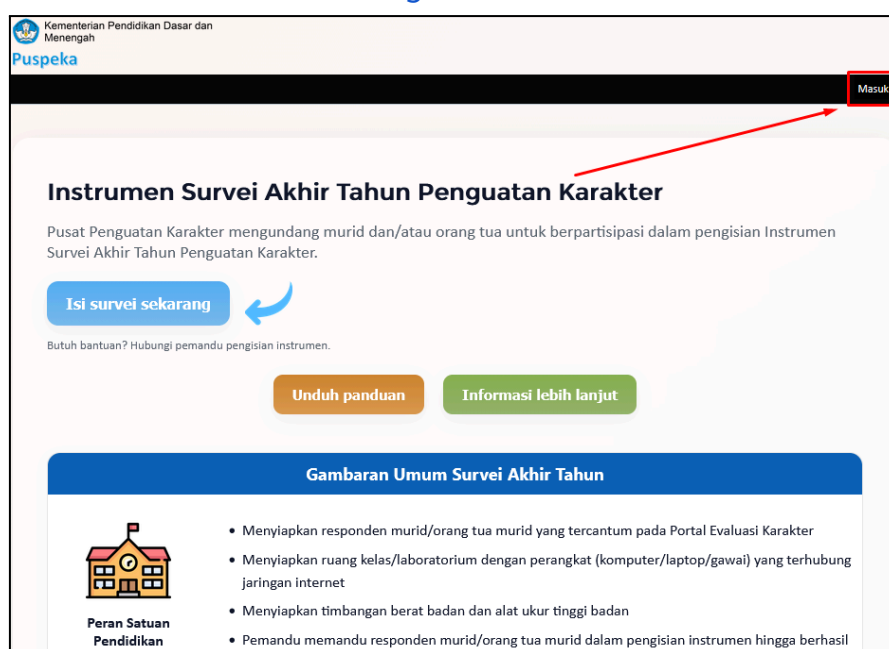 Kementerian Pendidikan Dasar dan
Menengah
Puspeka
Masuk
Instrumen Survei Akhir Tahun Penguatan Karakter
Pusat Penguatan Karakter mengundang murid dan/atau orang tua untuk berpartisipasi dalam pengisian Instrumen
Survei Akhir Tahun Penguatan Karakter.
Isi survei sekarang
Butuh bantuan? Hubungi pemandu pengisian instrumen.
Unduh panduan
Informasi lebih lanjut
Gambaran Umum Survei Akhir Tahun
Peran Satuan
Pendidikan
• Menyiapkan responden murid/orang tua murid yang tercantum pada Portal Evaluasi Karakter
• Menyiapkan ruang kelas/laboratorium dengan perangkat (komputer/laptop/gawai) yang terhubung
jaringan internet
• Menyiapkan timbangan berat badan dan alat ukur tinggi badan
• Pemandu memandu responden murid/orang tua murid dalam pengisian instrumen hingga berhasil